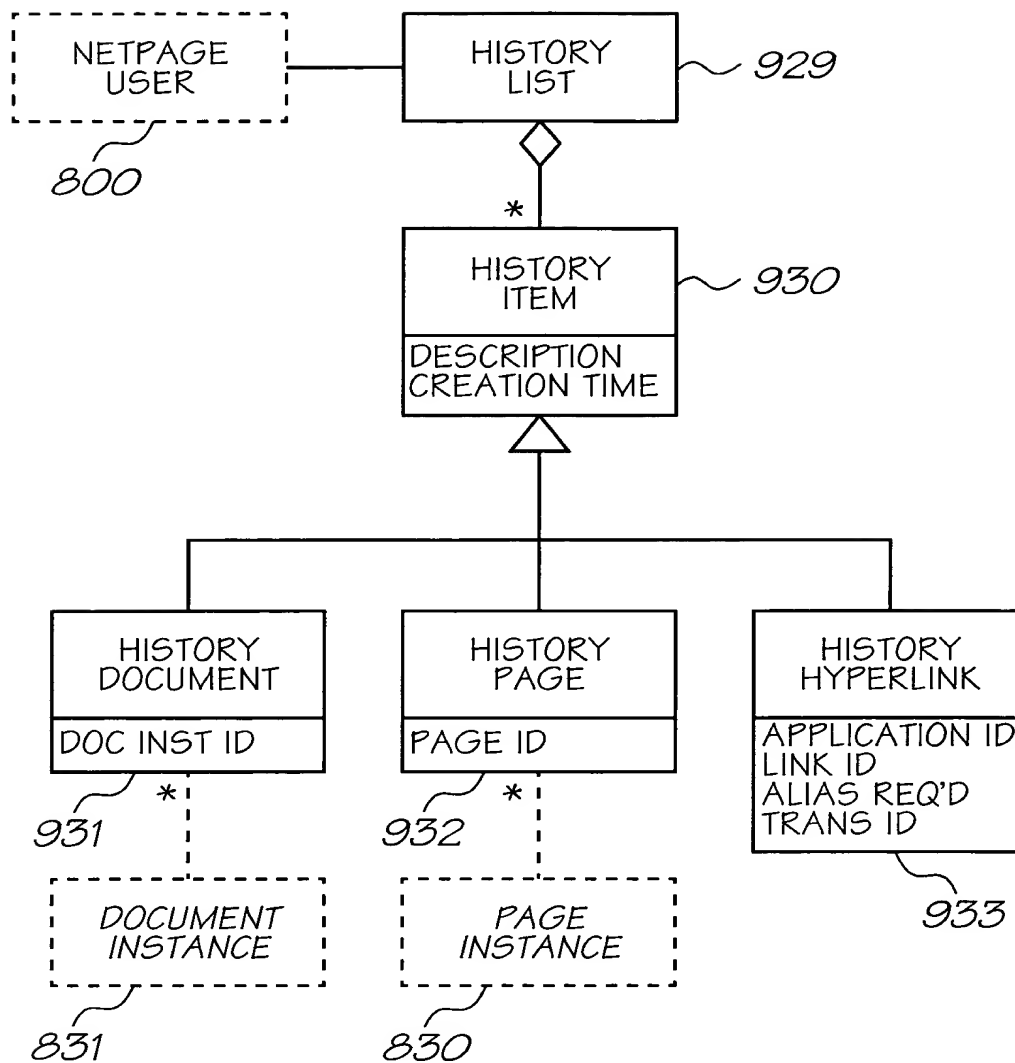 NETPAGE
USER
800
HISTORY
LIST
929
*
HISTORY
ITEM
930
DESCRIPTION
CREATION TIME
HISTORY
DOCUMENT
DOC INST ID
931
*
HISTORY
PAGE
PAGE ID
932
*
HISTORY
HYPERLINK
APPLICATION ID
LINK ID
ALIAS REQ'D
TRANS ID
933
DOCUMENT
INSTANCE
831
PAGE
INSTANCE
830